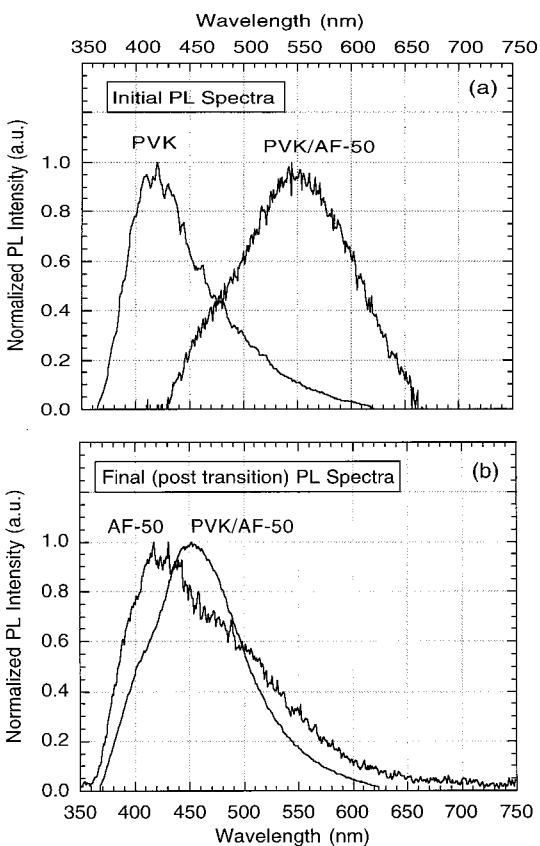 Wavelength (nm)
350 400 420 450 500 550 600 650 700 750
(a)
Initial PL Spectra
PVK
PVK/AF-50
Normalized PL Intensity (a.u.)
1.0
0.8
0.6
0.4
0.2
0.0
(b)
Final (post transition) PL Spectra
AF-50
PVK/AF-50
Normalized PL Intensity (a.u.)
1.0
0.8
0.6
0.4
0.2
0.0
350 400 450 500 550 600 650 700 750
Wavelength (nm)